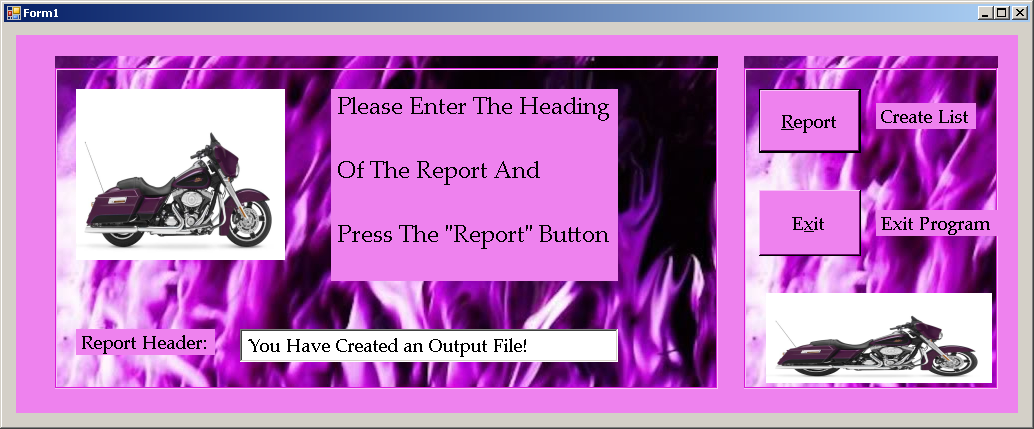 Form1
Please Enter The Heading
Of The Report And
Press The "Report" Button
Report Header:
You Have Created an Output File!
Report
Create List
Exit
Exit Program